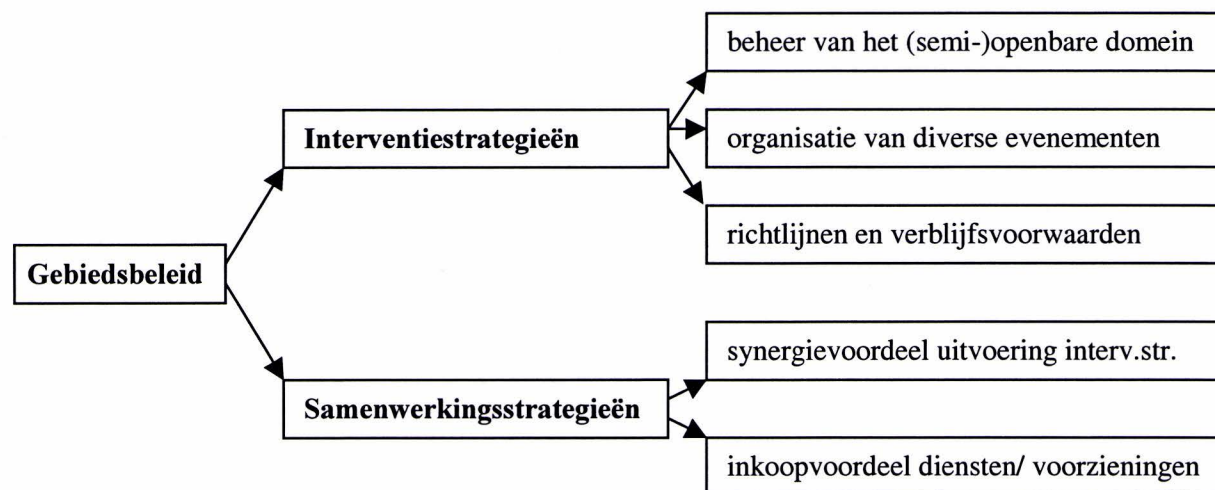 beheer van het (semi-)openbare domein
Interventiestrategieën
organisatie van diverse evenementen
richtlijnen en verblijfsvoorwaarden
Gebiedsbeleid
synergievoordeel uitvoering interv.str.
Samenwerkingsstrategieën
inkoopvoordeel diensten/ voorzieningen